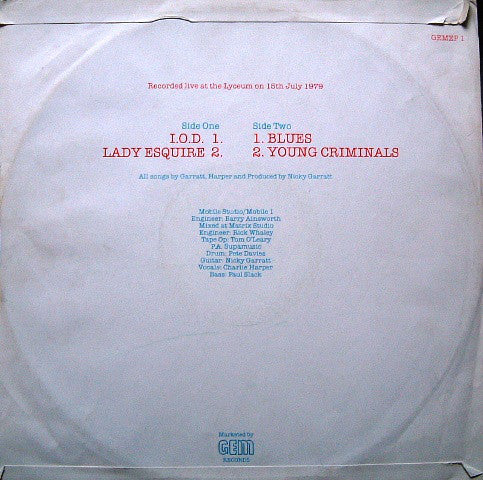 GEMEP 1
Recorded live at the Lyceum on 15th July 1979
Side One Side Two
I.O.D. 1. 1. BLUES
LADY ESQUIRE 2. 2. YOUNG CRIMINALS
All songs by Garratt, Harper and Produced by Nicky Garratt
Mobile Studio/Mobile 1
Engineer: Barry Ainsworth
Mixed at Matrix Studio
Engineer: Rick Whaley
Tape Op: Tom O'Leary
P.A. Supamusic
Drum: Pete Davies
Guitar: Nicky Garratt
Vocals: Charlie Harper
Bass: Paul Slack
Marketed by
GEM
RECORDS